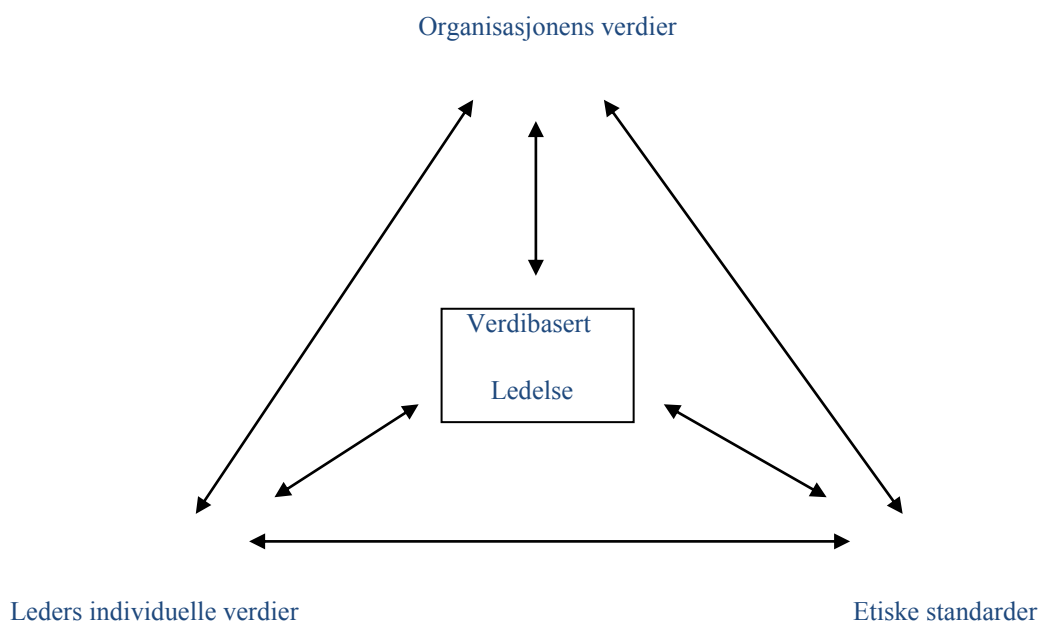 Organisasjonens verdier
Verdibasert
Ledelse
Leders individuelle verdier
Etiske standarder